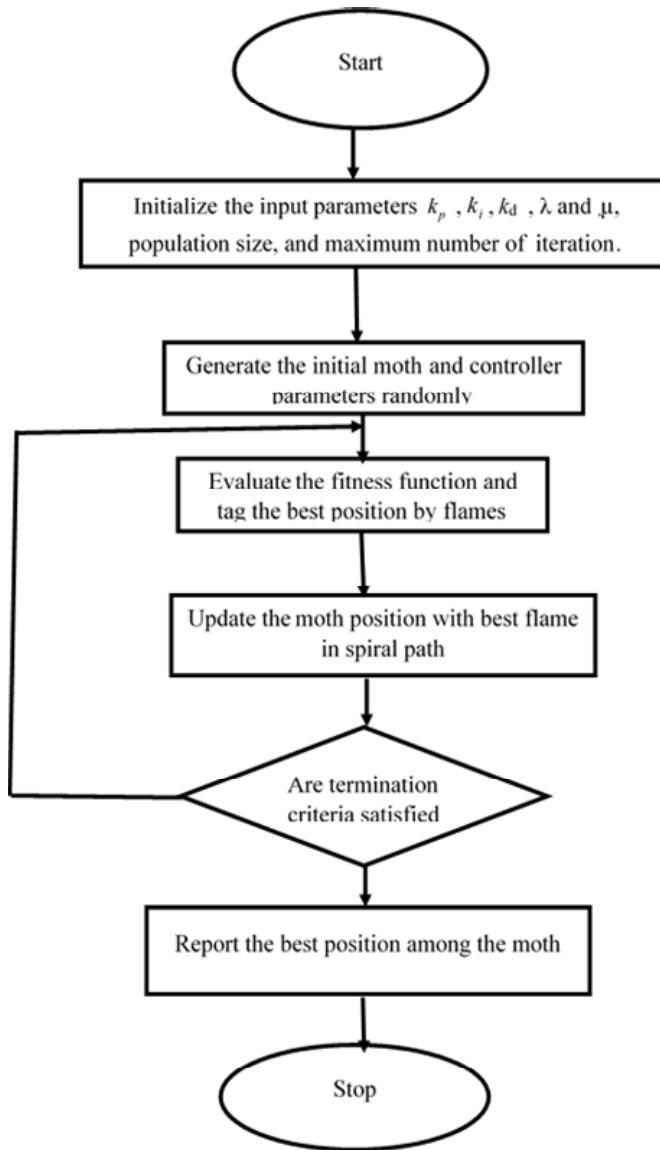 Start
Initialize the input parameters k_p , k_i , k_d , λ and µ,
population size, and maximum number of iteration.
Generate the initial moth and controller
parameters randomly
Evaluate the fitness function and
tag the best position by flames
Update the moth position with best flame
in spiral path
Are termination
criteria satisfied
Report the best position among the moth
Stop